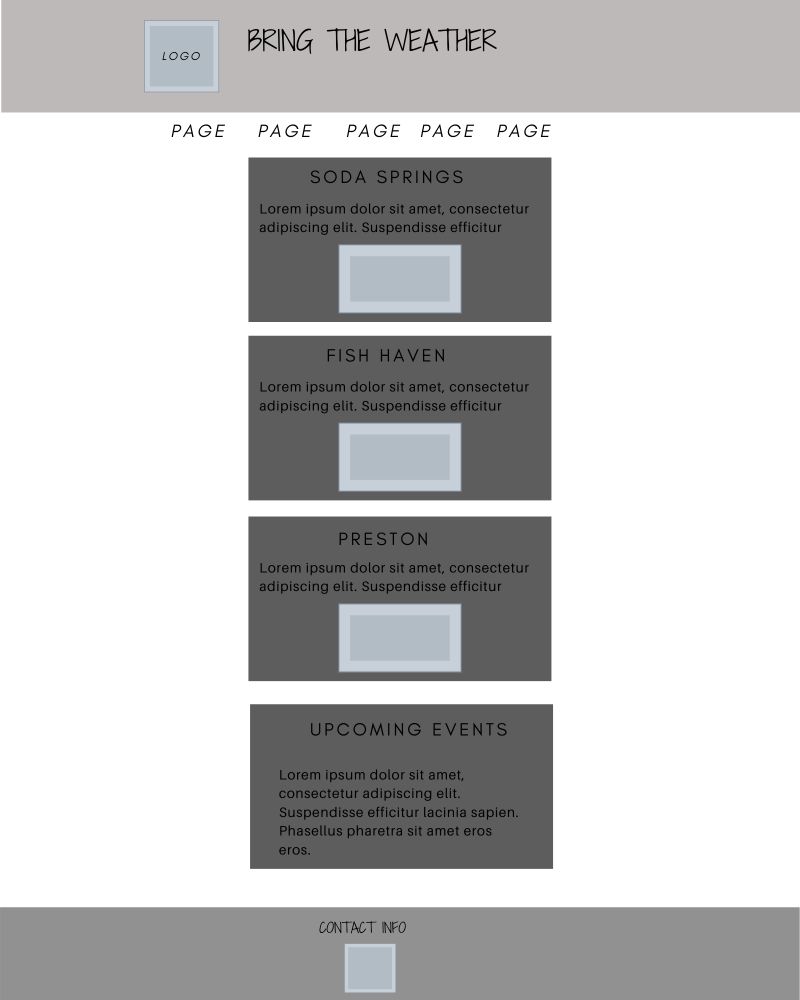 LOGO
BRING THE WEATHER
PAGE PAGE PAGE PAGE PAGE
SODA SPRINGS
Lorem ipsum dolor sit amet, consectetur
adipiscing elit. Suspendisse efficitur
FISH HAVEN
Lorem ipsum dolor sit amet, consectetur
adipiscing elit. Suspendisse efficitur
PRESTON
Lorem ipsum dolor sit amet, consectetur
adipiscing elit. Suspendisse efficitur
UPCOMING EVENTS
Lorem ipsum dolor sit amet,
consectetur adipiscing elit.
Suspendisse efficitur lacinia sapien.
Phasellus pharetra sit amet eros
eros.
CONTACT INFO